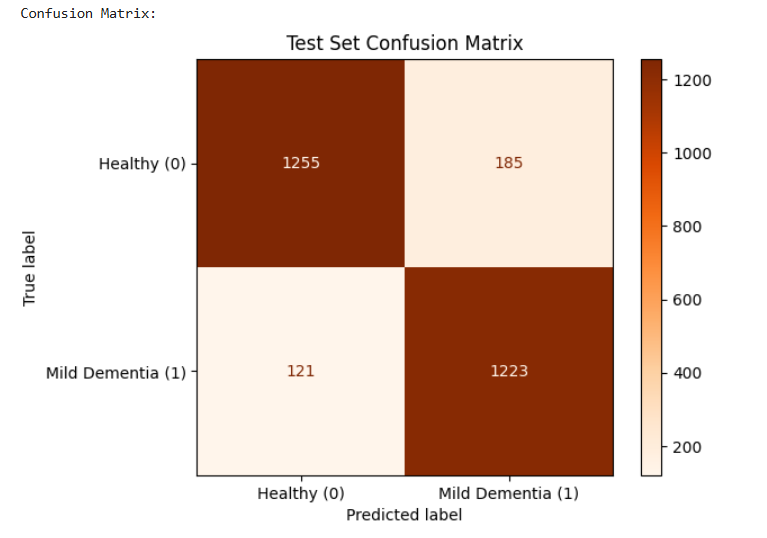 Confusion Matrix:
Test Set Confusion Matrix
1200
1000
800
600
400
200
True label
Healthy (0)
1255
185
Mild Dementia (1)
121
1223
Healthy (0)
Mild Dementia (1)
Predicted label